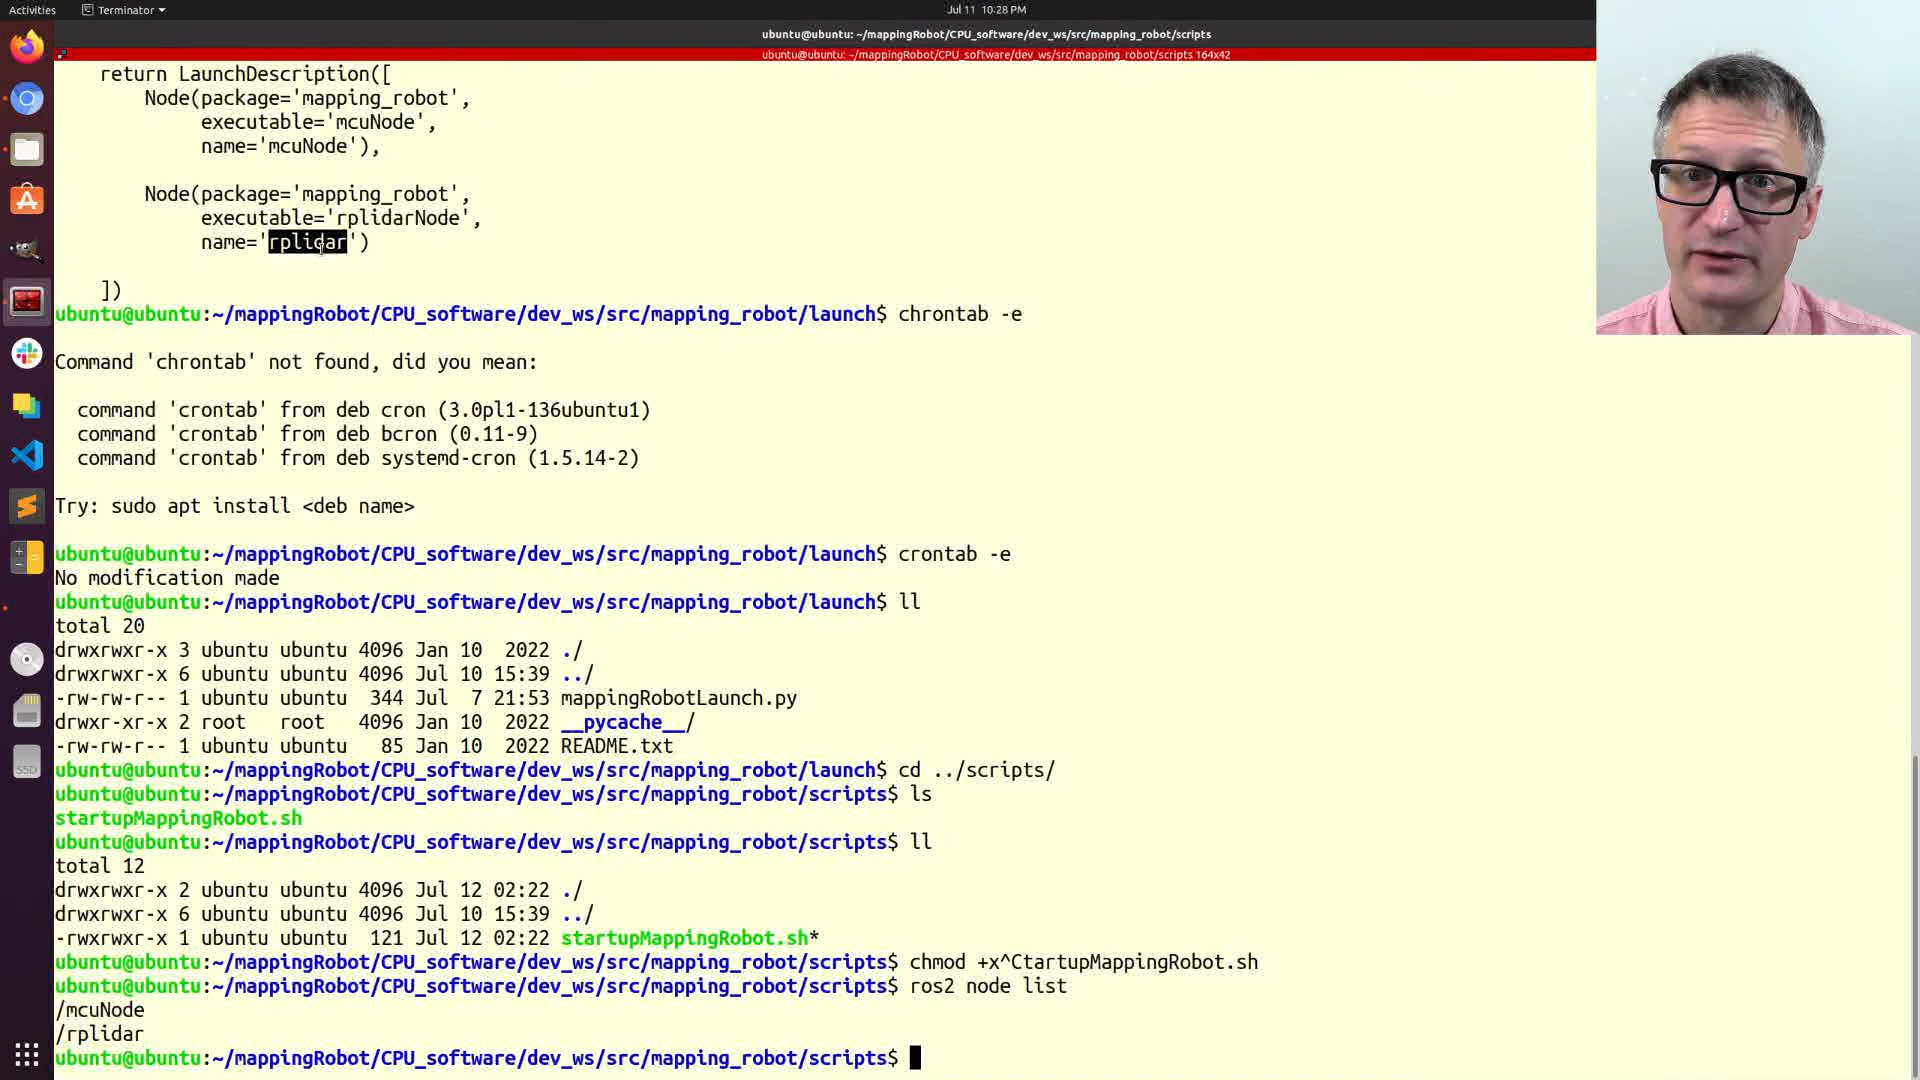 Activities
Terminator
Jul 11 10:28 PM
ubuntu@ubuntu: ~/mappingRobot/CPU_software/dev_ws/src/mapping_robot/scripts
ubuntu@ubuntu: ~/mappingRobot/CPU_software/dev_ws/src/mapping_robot/scripts 164x42
return LaunchDescription([
Node(package='mapping_robot',
executable='mcuNode',
name='mcuNode'),
Node(package='mapping_robot',
executable='rplidarNode',
name='rplidar')
])
ubuntu@ubuntu:~/mappingRobot/CPU_software/dev_ws/src/mapping_robot/launch$ chrontab -e
Command 'chrontab' not found, did you mean:
command 'crontab' from deb cron (3.0pl1-136ubuntu1)
command 'crontab' from deb bcron (0.11-9)
command 'crontab' from deb systemd-cron (1.5.14-2)
Try: sudo apt install <deb name>
ubuntu@ubuntu:~/mappingRobot/CPU_software/dev_ws/src/mapping_robot/launch$ crontab -e
No modification made
ubuntu@ubuntu:~/mappingRobot/CPU_software/dev_ws/src/mapping_robot/launch$ ll
total 20
drwxrwxr-x 3 ubuntu ubuntu 4096 Jan 10  2022 ./
drwxrwxr-x 6 ubuntu ubuntu 4096 Jul 10 15:39 ../
-rw-rw-r-- 1 ubuntu ubuntu  344 Jul  7 21:53 mappingRobotLaunch.py
drwxr-xr-x 2 root   root   4096 Jan 10  2022 __pycache__/
-rw-rw-r-- 1 ubuntu ubuntu   85 Jan 10  2022 README.txt
ubuntu@ubuntu:~/mappingRobot/CPU_software/dev_ws/src/mapping_robot/launch$ cd ../scripts/
ubuntu@ubuntu:~/mappingRobot/CPU_software/dev_ws/src/mapping_robot/scripts$ ls
startupMappingRobot.sh
ubuntu@ubuntu:~/mappingRobot/CPU_software/dev_ws/src/mapping_robot/scripts$ ll
total 12
drwxrwxr-x 2 ubuntu ubuntu 4096 Jul 12 02:22 ./
drwxrwxr-x 6 ubuntu ubuntu 4096 Jul 10 15:39 ../
-rwxrwxr-x 1 ubuntu ubuntu  121 Jul 12 02:22 startupMappingRobot.sh*
ubuntu@ubuntu:~/mappingRobot/CPU_software/dev_ws/src/mapping_robot/scripts$ chmod +x^CtartupMappingRobot.sh
ubuntu@ubuntu:~/mappingRobot/CPU_software/dev_ws/src/mapping_robot/scripts$ ros2 node list
/mcuNode
/rplidar
ubuntu@ubuntu:~/mappingRobot/CPU_software/dev_ws/src/mapping_robot/scripts$
SSD